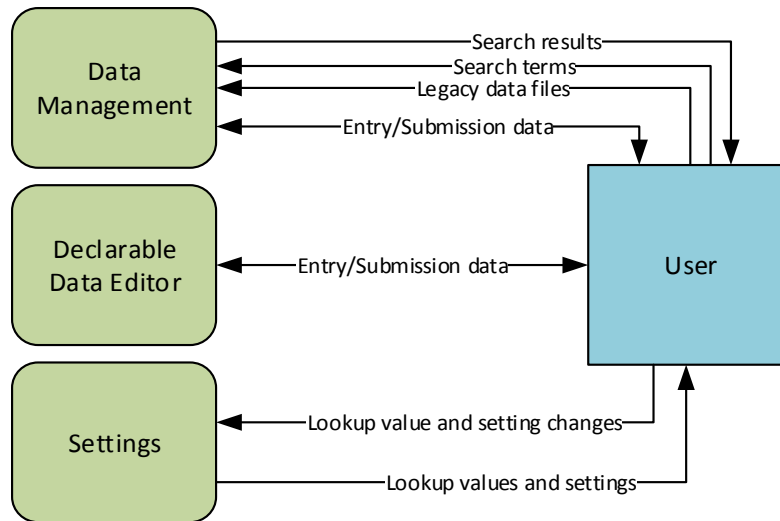 Search results
Search terms
Legacy data files
Data
Management
Entry/Submission data
Declarable
Data Editor
Entry/Submission data
User
Lookup value and setting changes
Settings
Lookup values and settings